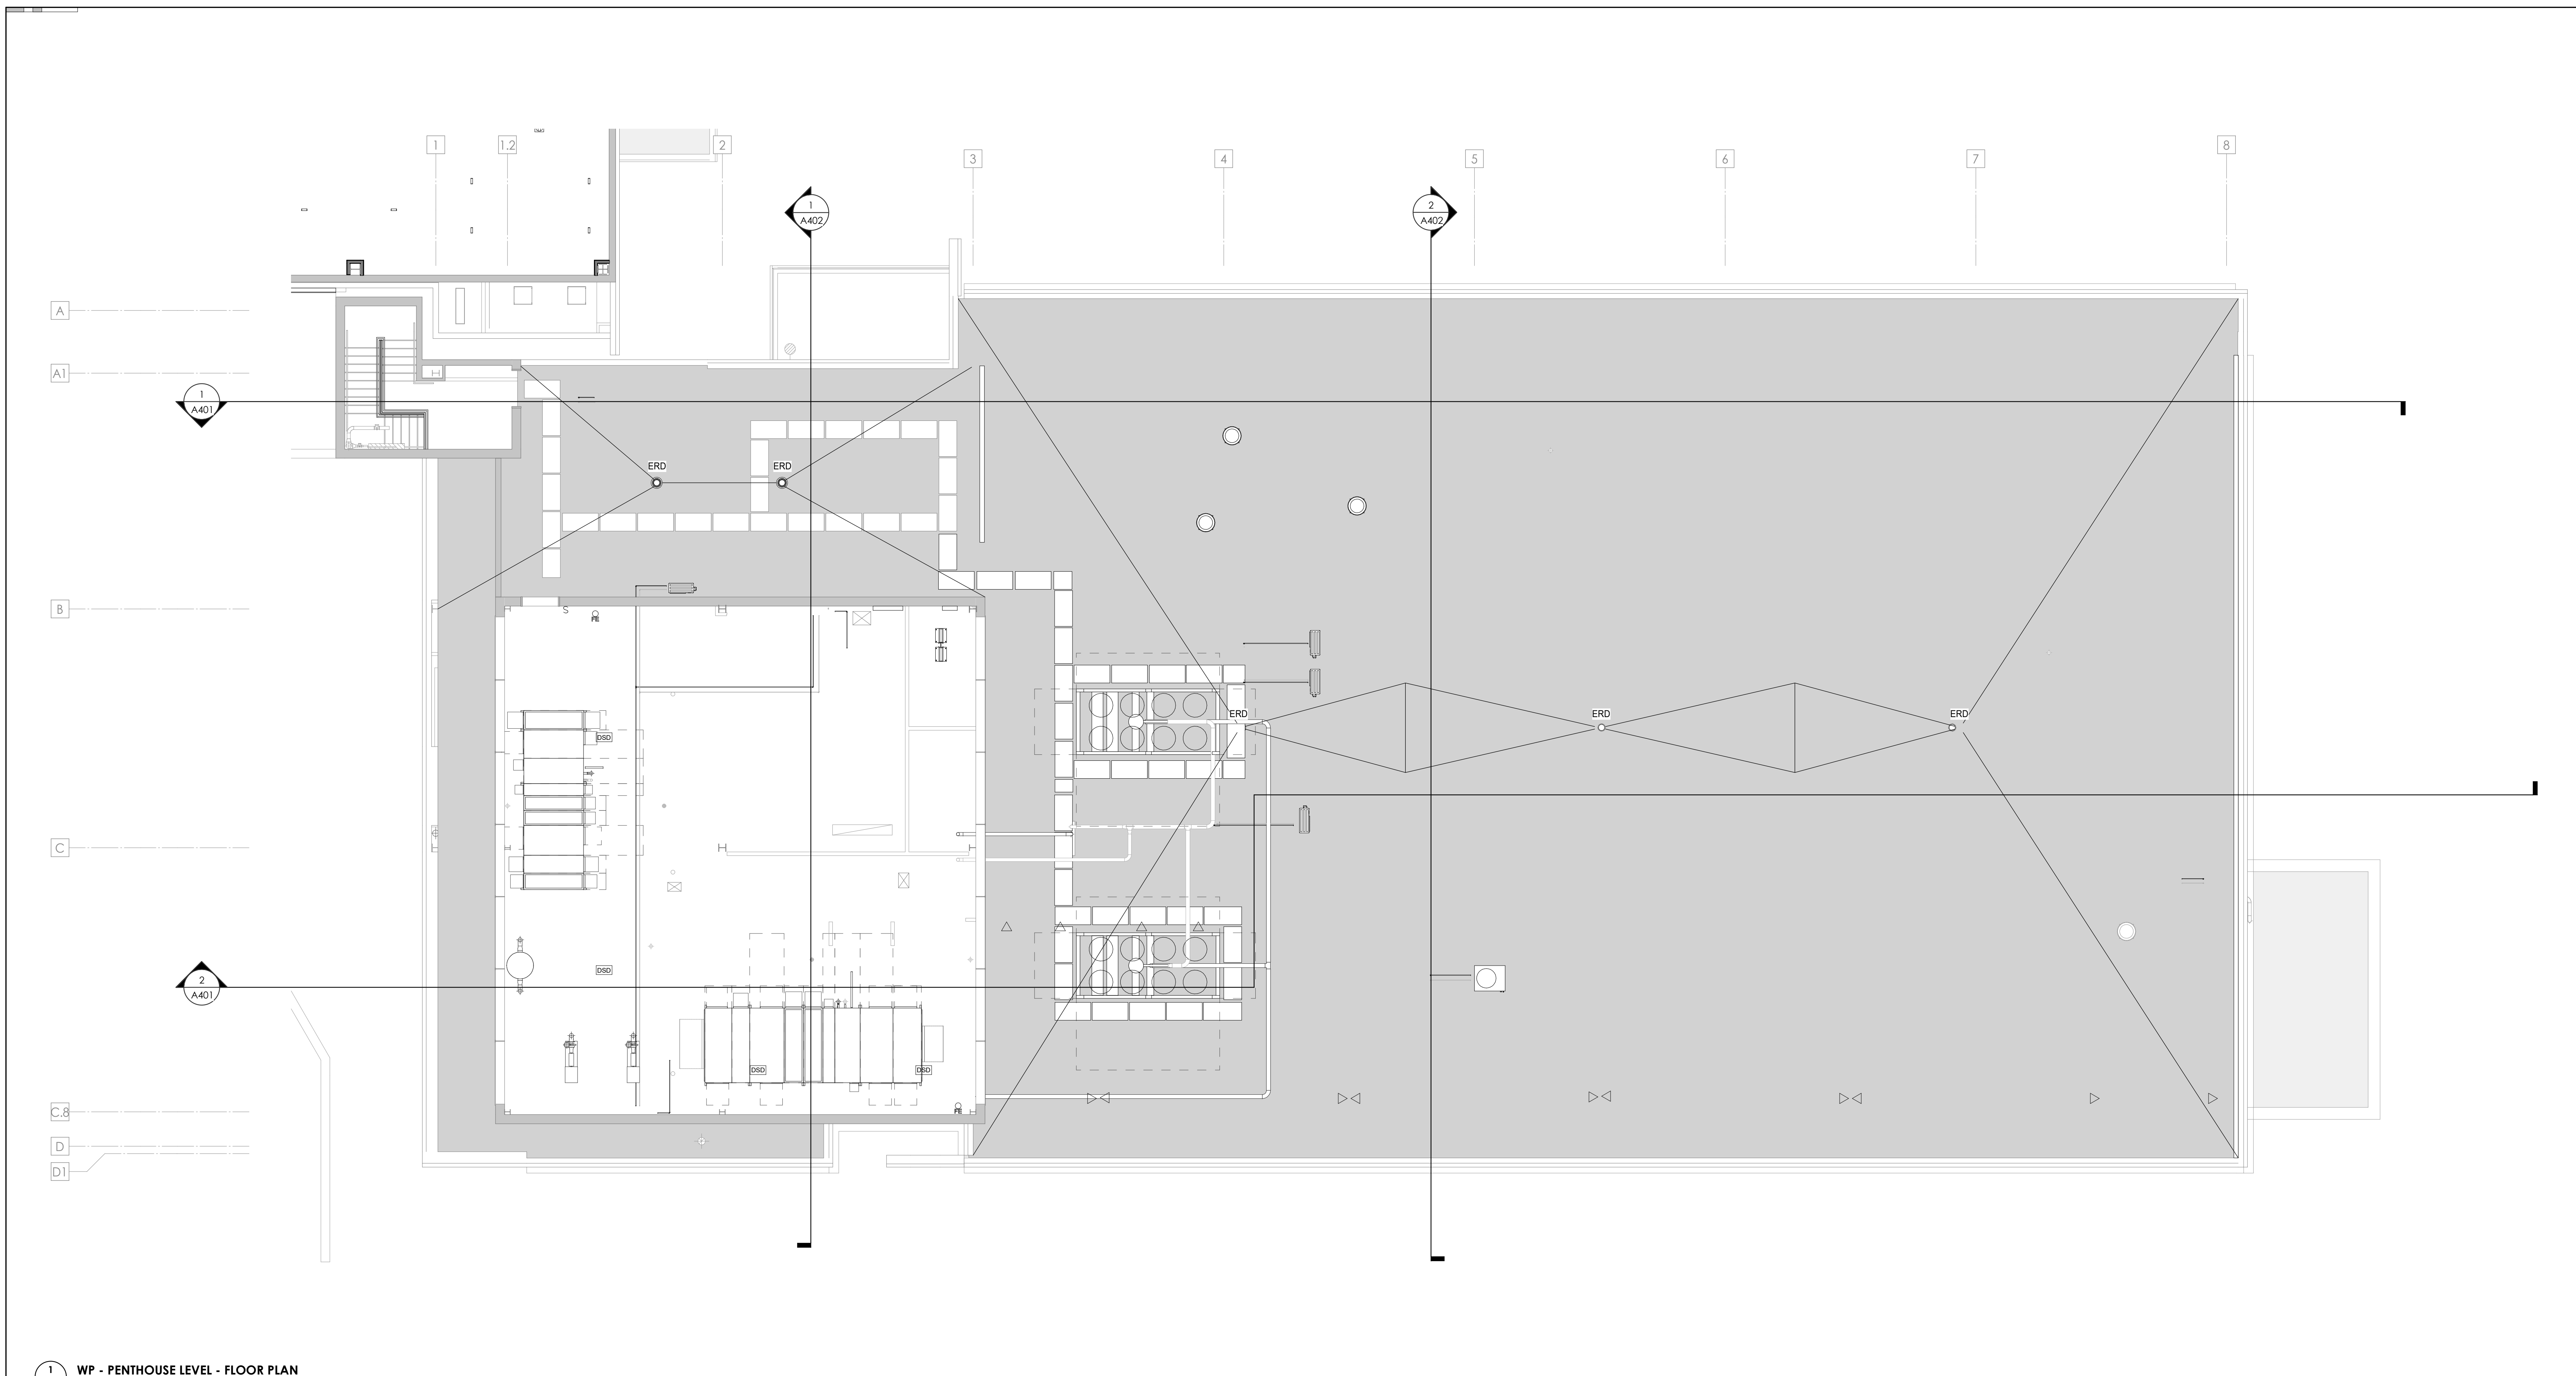 1
1.2
2
3
4
5
6
7
8
1
A402
2
A402
A
A1
1
A401
ERD
ERD
B
S
ERD
ERD
ERD
DSD
C
DSD
2
A401
DSD
DSD
C.8
D
D1
1
WP - PENTHOUSE LEVEL - FLOOR PLAN